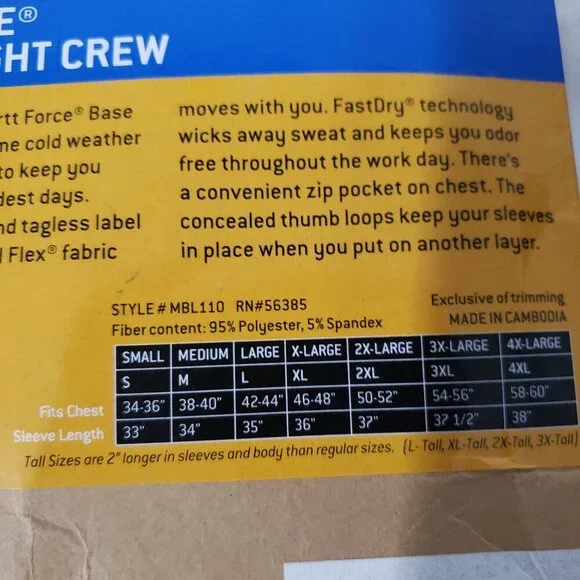 E®
GHT CREW
rtt Force® Base
me cold weather
to keep you
dest days.
nd tagless label
l Flex® fabric
moves with you. FastDry® technology
wicks away sweat and keeps you odor
free throughout the work day. There's
a convenient zip pocket on chest. The
concealed thumb loops keep your sleeves
in place when you put on another layer.
STYLE # MBL110 RN#56385
Fiber content: 95% Polyester, 5% Spandex
Exclusive of trimming
MADE IN CAMBODIA
SMALL MEDIUM LARGE X-LARGE 2X-LARGE 3X-LARGE 4X-LARGE
S M L XL 2XL 3XL 4XL
Fits Chest 34-36" 38-40" 42-44" 46-48" 50-52" 54-56" 58-60"
Sleeve Length 33" 34" 35" 36" 37" 37 1/2" 38"
Tall Sizes are 2" longer in sleeves and body than regular sizes. (L- Tall, XL-Tall, 2X-Tall, 3X-Tall)